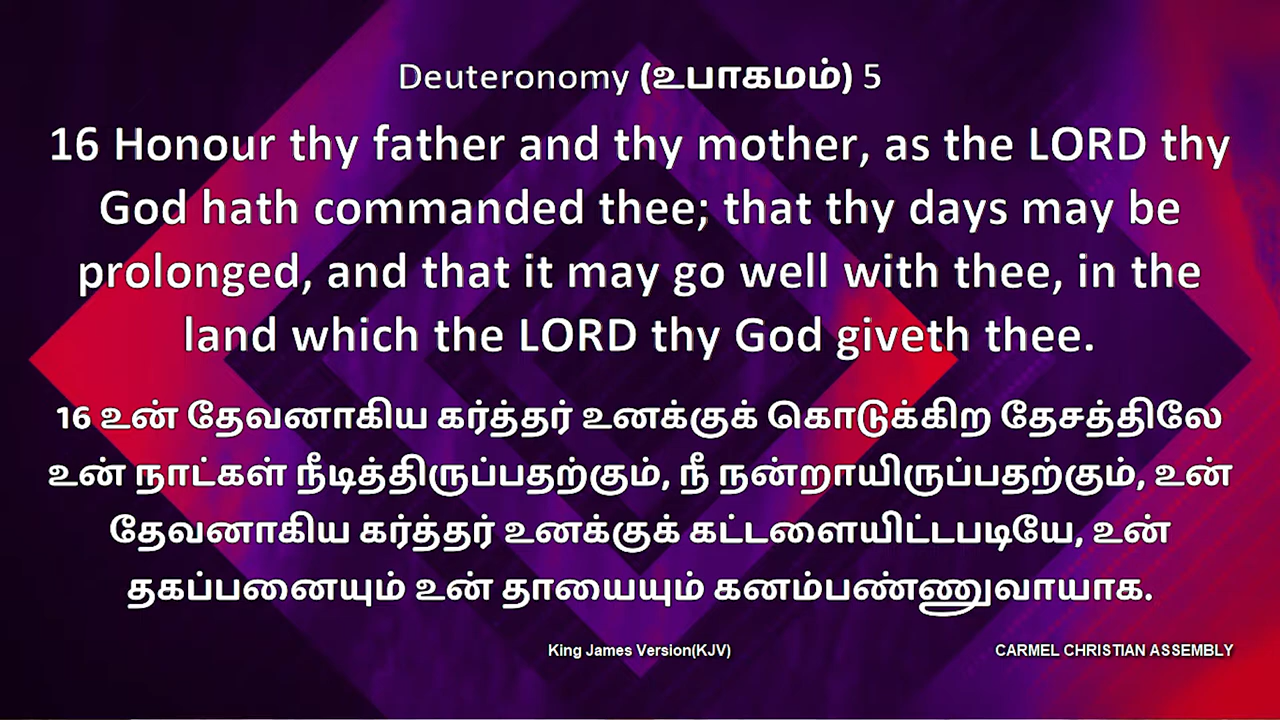 Deuteronomy (உபாகமம்) 5
16 Honour thy father and thy mother, as the LORD thy
God hath commanded thee; that thy days may be
prolonged, and that it may go well with thee, in the
land which the LORD thy God giveth thee.
16 உன் தேவனாகிய கர்த்தர் உனக்குக் கொடுக்கிற தேசத்திலே
உன் நாட்கள் நீடித்திருப்பதற்கும், நீ நன்றாயிருப்பதற்கும், உன்
தேவனாகிய கர்த்தர் உனக்குக் கட்டளையிட்டபடியே, உன்
தகப்பனையும் உன் தாயையும் கனம்பண்ணுவாயாக.
King James Version(KJV)
CARMEL CHRISTIAN ASSEMBLY